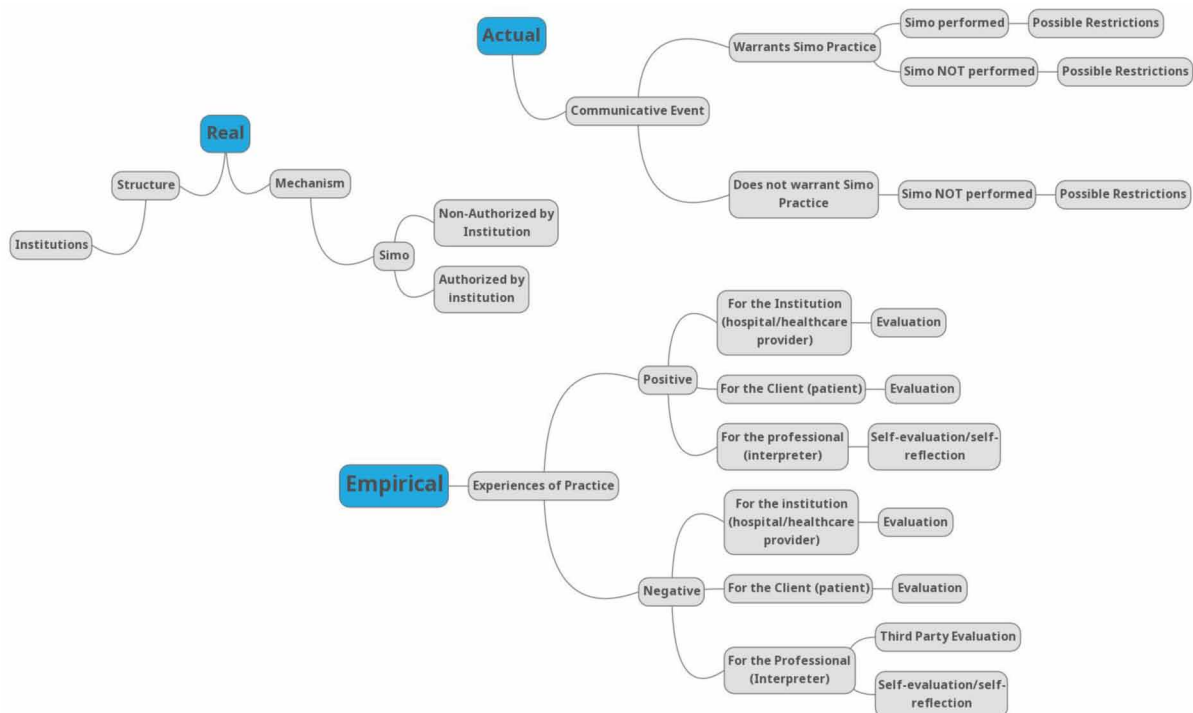 Actual
Simo performed
Possible Restrictions
Warrants Simo Practice
Simo NOT performed
Possible Restrictions
Communicative Event
Does not warrant Simo
Practice
Simo NOT performed
Possible Restrictions
Real
Structure
Mechanism
Institutions
Simo
Non-Authorized by
Institution
Authorized by
institution
Empirical
Experiences of Practice
Positive
For the Institution
(hospital/healthcare
provider)
Evaluation
For the Client (patient)
Evaluation
For the professional
(interpreter)
Self-evaluation/self-
reflection
Negative
For the institution
(hospital/healthcare
provider)
Evaluation
For the Client (patient)
Evaluation
For the Professional
(Interpreter)
Third Party Evaluation
Self-evaluation/self-
reflection